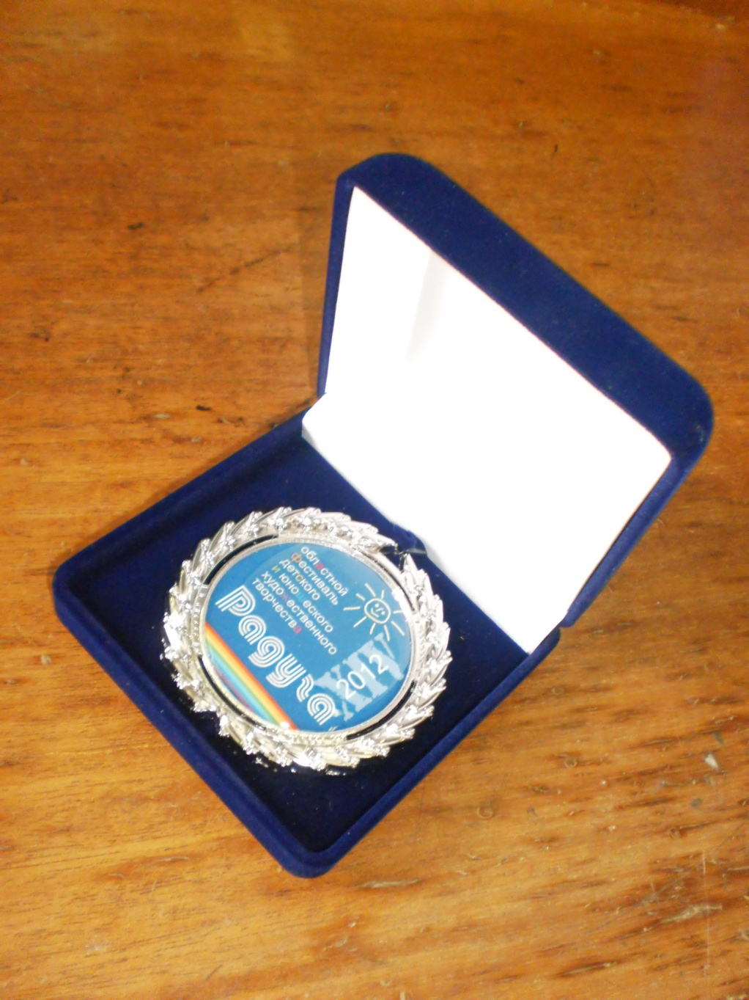 областной
фестиваль
детского
и юношеского
художественного
творчества
Радуга
2012
XIV